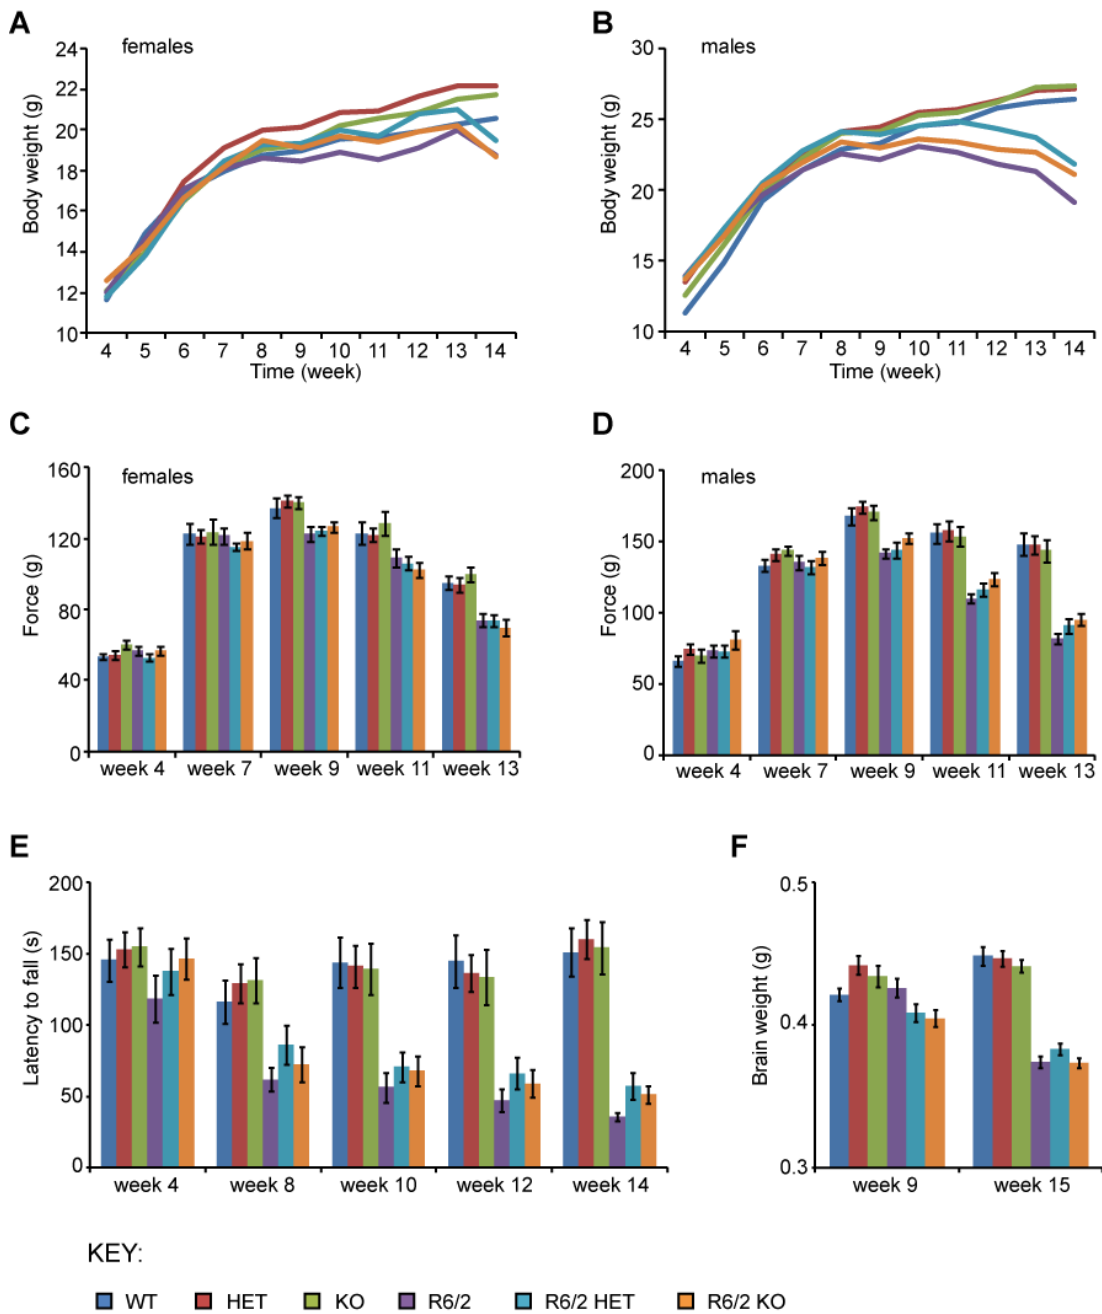 A
females
Body weight (g)
24
22
20
18
16
14
12
10
4 5 6 7 8 9 10 11 12 13 14
Time (week)
B
males
Body weight (g)
30
25
20
15
10
4 5 6 7 8 9 10 11 12 13 14
Time (week)
C
females
Force (g)
160
120
80
40
0
week 4 week 7 week 9 week 11 week 13
D
males
Force (g)
200
150
100
50
0
week 4 week 7 week 9 week 11 week 13
E
Latency to fall (s)
200
150
100
50
0
week 4 week 8 week 10 week 12 week 14
F
Brain weight (g)
0.5
0.4
0.3
week 9 week 15
KEY:
WT HET KO R6/2 R6/2 HET R6/2 KO